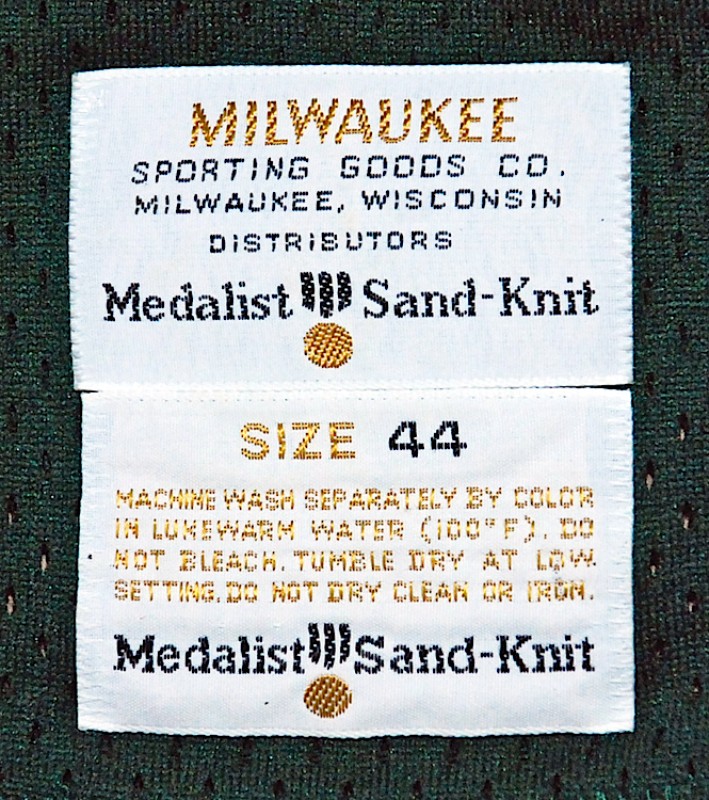 MILWAUKEE
SPORTING GOODS CO.
MILWAUKEE, WISCONSIN
DISTRIBUTORS
Medalist Sand-Knit
SIZE 44
MACHINE WASH SEPARATELY BY COLOR
IN LUKEWARM WATER (100°F). DO
NOT BLEACH. TUMBLE DRY AT LOW
SETTING. DO NOT DRY CLEAN OR IRON.
Medalist Sand-Knit